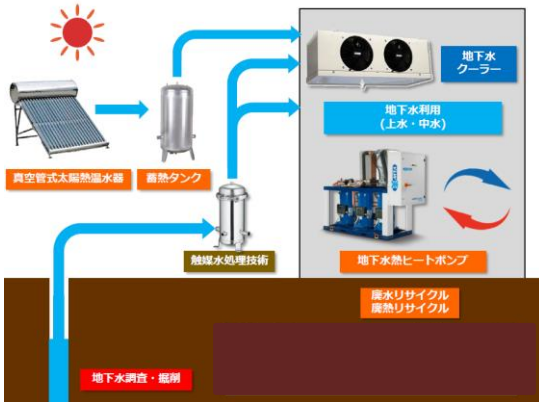 地下水
クーラー
地下水利用
(上水・中水)
真空管式太陽熱温水器
蓄熱タンク
触媒水処理技術
地下水熱ヒートポンプ
廃水リサイクル
廃熱リサイクル
地下水調査・掘削